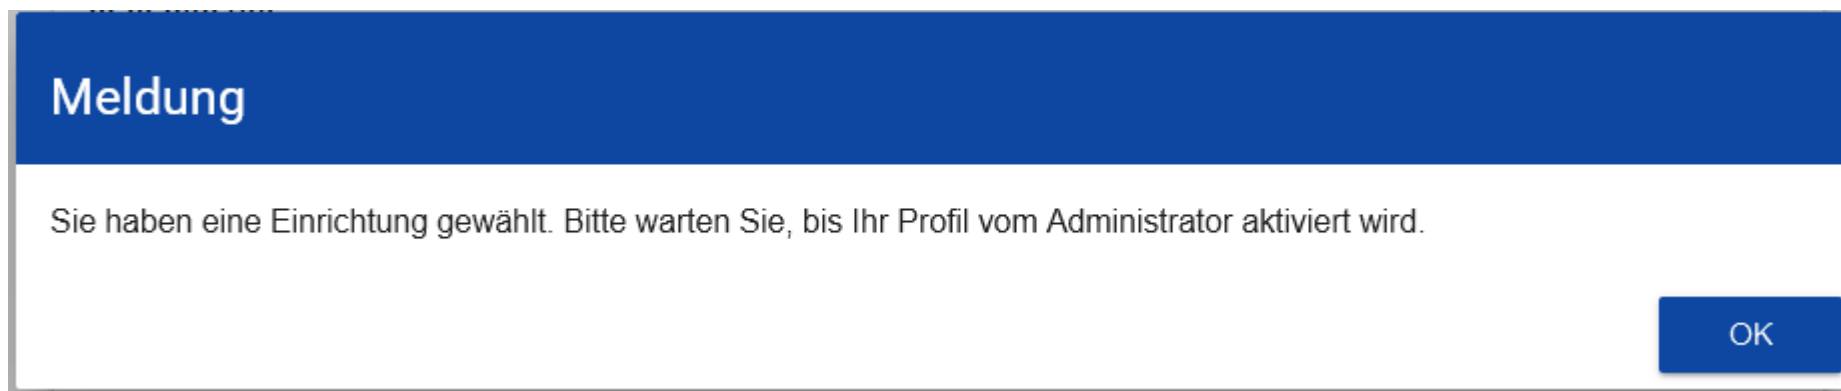 Meldung
Sie haben eine Einrichtung gewählt. Bitte warten Sie, bis Ihr Profil vom Administrator aktiviert wird.
OK